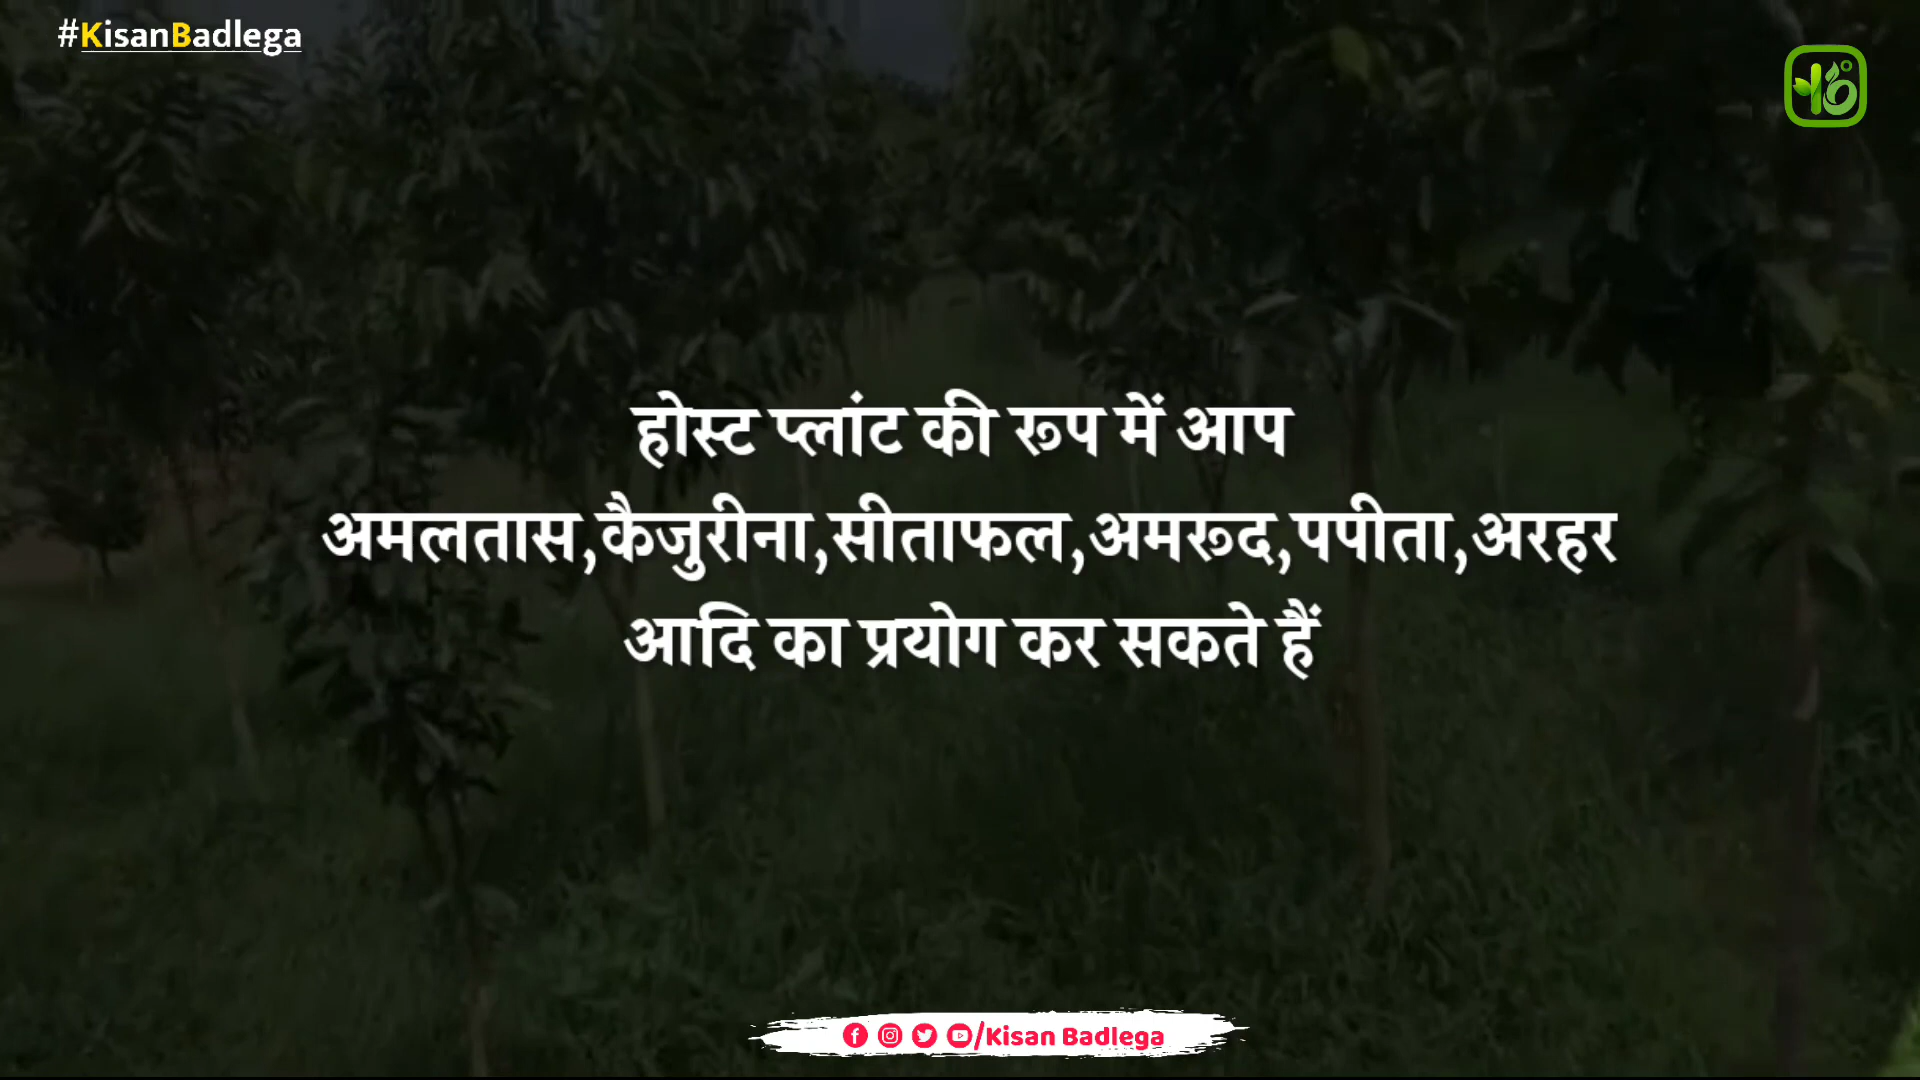 #KisanBadlega
होस्ट प्लांट की रूप में आप
अमलतास,कैजुरीना,सीताफल,अमरूद,पपीता,अरहर
आदि का प्रयोग कर सकते हैं
/Kisan Badlega